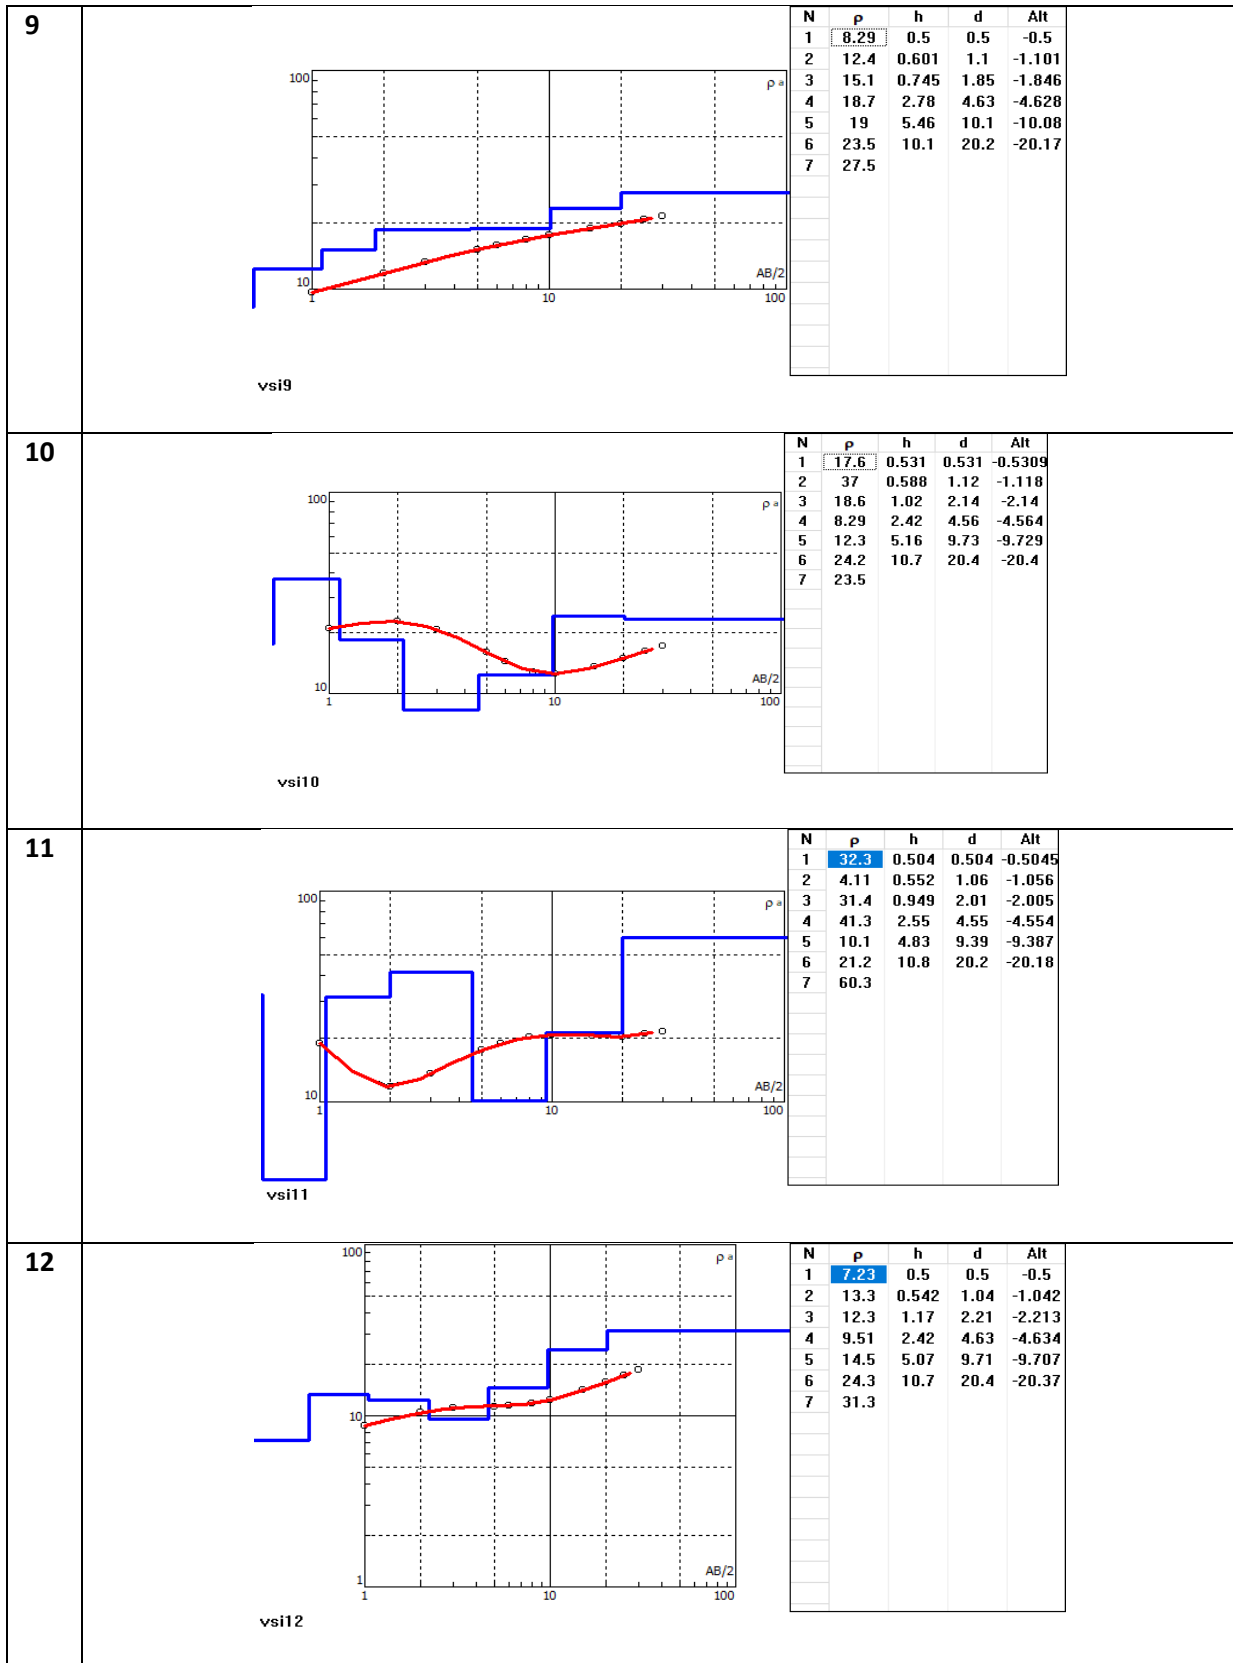 9
N ρ h d Alt
1 8.29 0.5 0.5 -0.5
2 12.4 0.601 1.1 -1.101
3 15.1 0.745 1.85 -1.846
4 18.7 2.78 4.63 -4.628
5 19 5.46 10.1 -10.08
6 23.5 10.1 20.2 -20.17
7 27.5
100
ρ a
AB/2
10
1 10 100
vsi9
10
N ρ h d Alt
1 17.6 0.531 0.531 -0.5309
2 37 0.588 1.12 -1.118
3 18.6 1.02 2.14 -2.14
4 8.29 2.42 4.56 -4.564
5 12.3 5.16 9.73 -9.729
6 24.2 10.7 20.4 -20.4
7 23.5
100
ρ a
AB/2
10
1 10 100
vsi10
11
N ρ h d Alt
1 32.3 0.504 0.504 -0.5045
2 4.11 0.552 1.06 -1.056
3 31.4 0.949 2.01 -2.005
4 41.3 2.55 4.55 -4.554
5 10.1 4.83 9.39 -9.387
6 21.2 10.8 20.2 -20.18
7 60.3
100
ρ a
AB/2
10
1 10 100
vsi11
12
N ρ h d Alt
1 7.23 0.5 0.5 -0.5
2 13.3 0.542 1.04 -1.042
3 12.3 1.17 2.21 -2.213
4 9.51 2.42 4.63 -4.634
5 14.5 5.07 9.71 -9.707
6 24.3 10.7 20.4 -20.37
7 31.3
100
ρ a
10
AB/2
1
1 10 100
vsi12